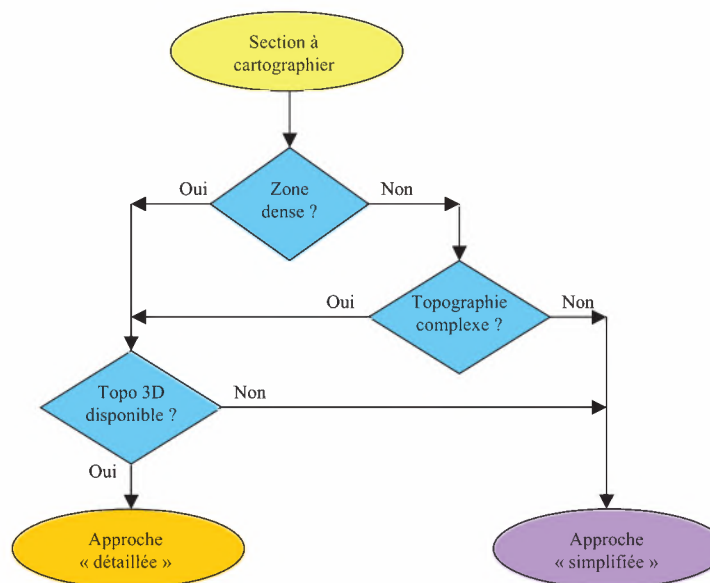 Section à
cartographier
Oui
Zone
dense ?
Non
Oui
Topographie
complexe ?
Non
Topo 3D
disponible ?
Non
Oui
Approche
« détaillée »
Approche
« simplifiée »